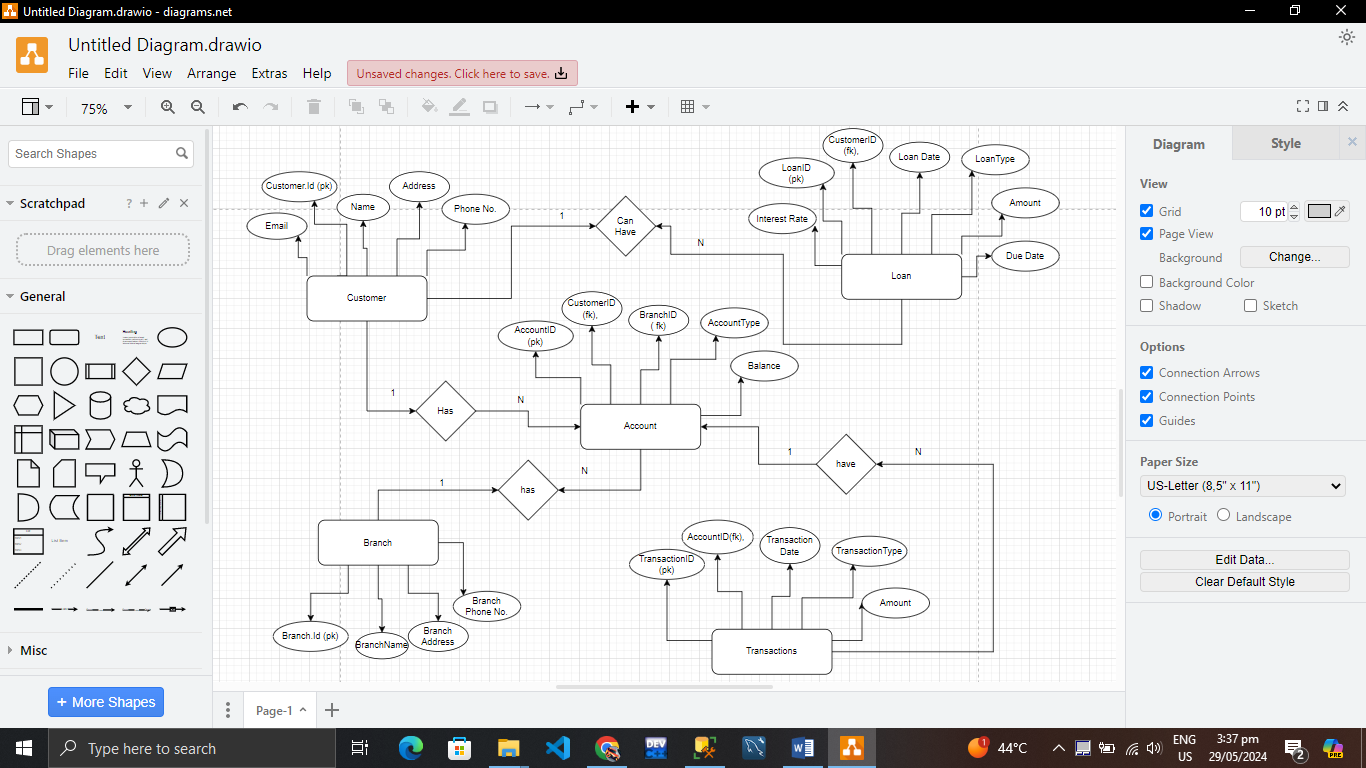 Untitled Diagram.drawio - diagrams.net
Untitled Diagram.drawio
File Edit View Arrange Extras Help
Unsaved changes. Click here to save.
75%
Search Shapes
Scratchpad
?
Drag elements here
General
Text
Heading
List Item
Misc
+ More Shapes
Customer.Id (pk)
Name
Address
Phone No.
Email
Customer
1
Can
Have
N
LoanID
(pk)
CustomerID
(fk),
Loan Date
LoanType
Amount
Interest Rate
Due Date
Loan
AccountID
(pk)
CustomerID
(fk),
BranchID
( fk)
AccountType
Balance
Account
1
Has
N
1
has
N
1
have
N
Branch
Branch.Id (pk)
BranchName
Branch
Address
Branch
Phone No.
TransactionID
(pk)
AccountID(fk),
Transaction
Date
TransactionType
Amount
Transactions
Diagram
Style
View
Grid
10 pt
Page View
Background
Change...
Background Color
Shadow
Sketch
Options
Connection Arrows
Connection Points
Guides
Paper Size
US-Letter (8,5" x 11")
Portrait
Landscape
Edit Data...
Clear Default Style
Page-1
Type here to search
DEV
W
1
44°C
ENG
US
3:37 pm
29/05/2024
2
PRE